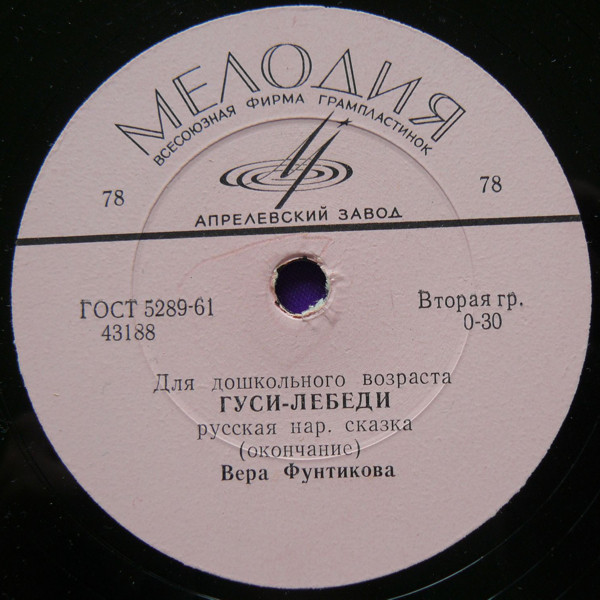 МЕЛОДИЯ
ВСЕСОЮЗНАЯ ФИРМА ГРАМПЛАСТИНОК
78 78
АПРЕЛЕВСКИЙ ЗАВОД
ГОСТ 5289-61 Вторая гр.
43188 0-30
Для дошкольного возраста
ГУСИ-ЛЕБЕДИ
русская нар. сказка
(окончание)
Вера Фунтикова